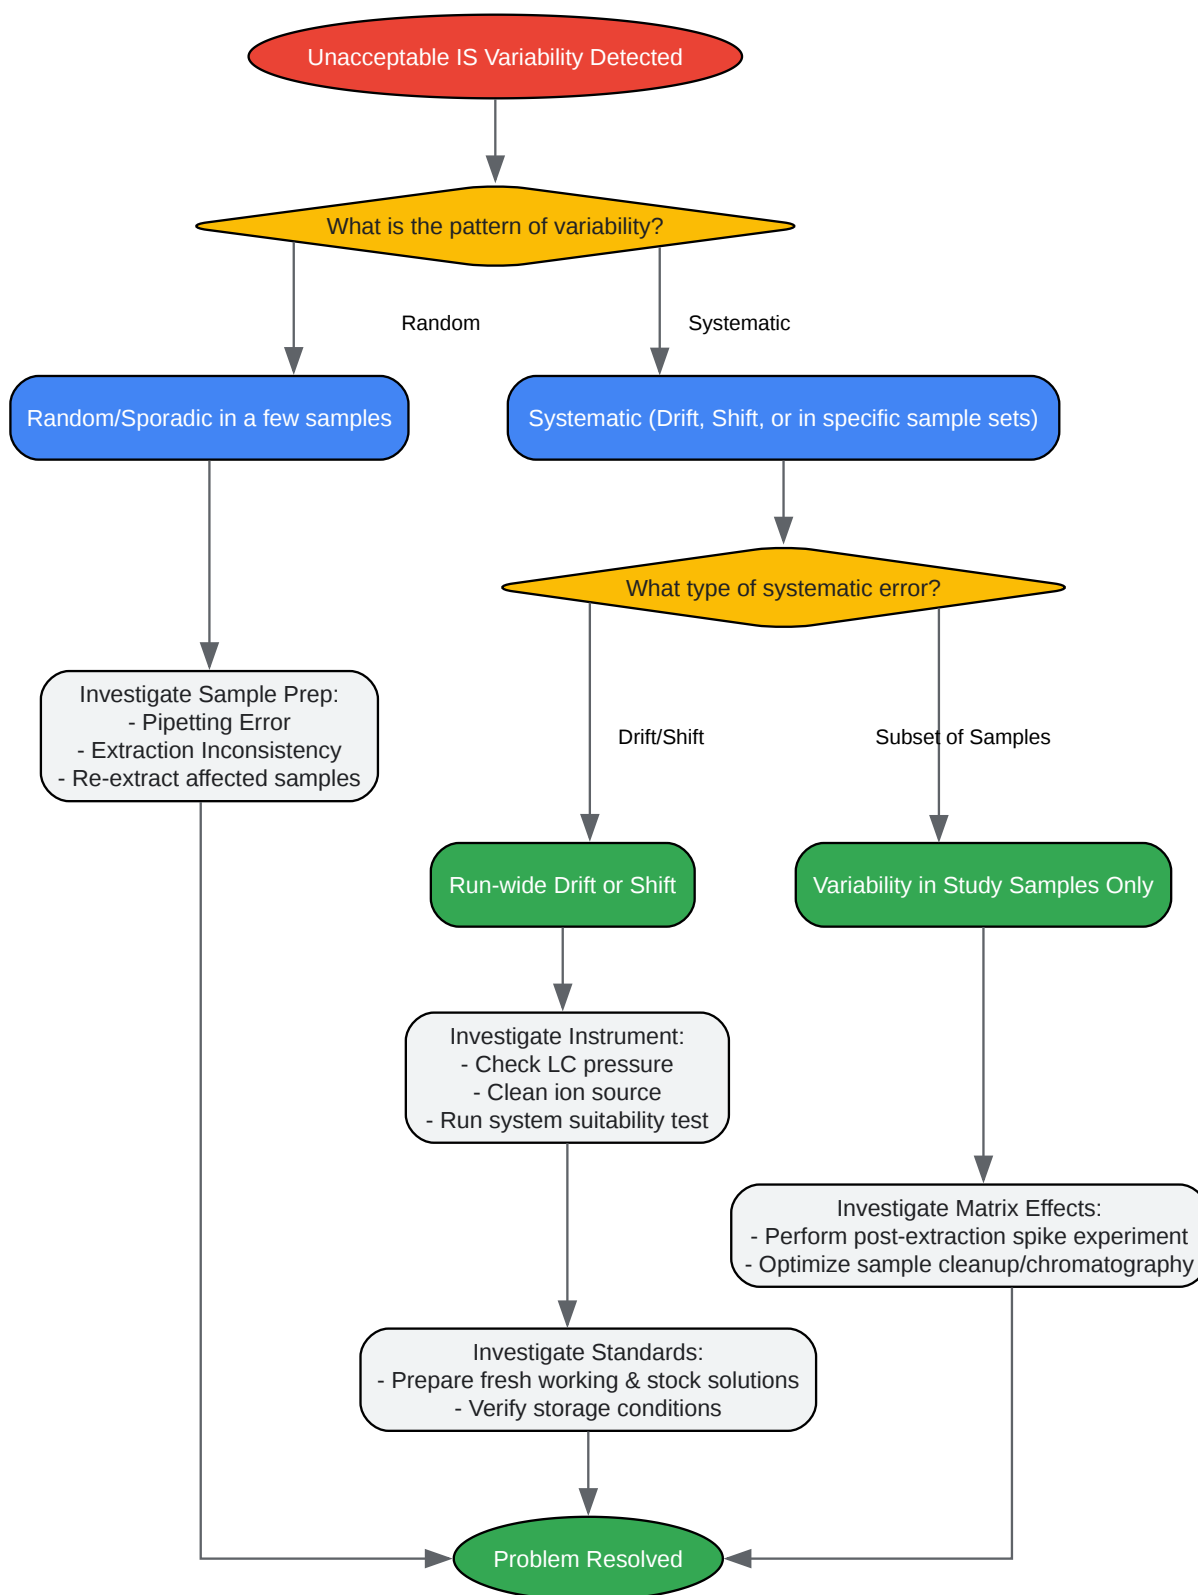 Unacceptable IS Variability Detected
What is the pattern of variability?
Random
Systematic
Random/Sporadic in a few samples
Systematic (Drift, Shift, or in specific sample sets)
What type of systematic error?
Investigate Sample Prep:
- Pipetting Error
- Extraction Inconsistency
- Re-extract affected samples
Drift/Shift
Subset of Samples
Run-wide Drift or Shift
Variability in Study Samples Only
Investigate Instrument:
- Check LC pressure
- Clean ion source
- Run system suitability test
Investigate Matrix Effects:
- Perform post-extraction spike experiment
- Optimize sample cleanup/chromatography
Investigate Standards:
- Prepare fresh working & stock solutions
- Verify storage conditions
Problem Resolved